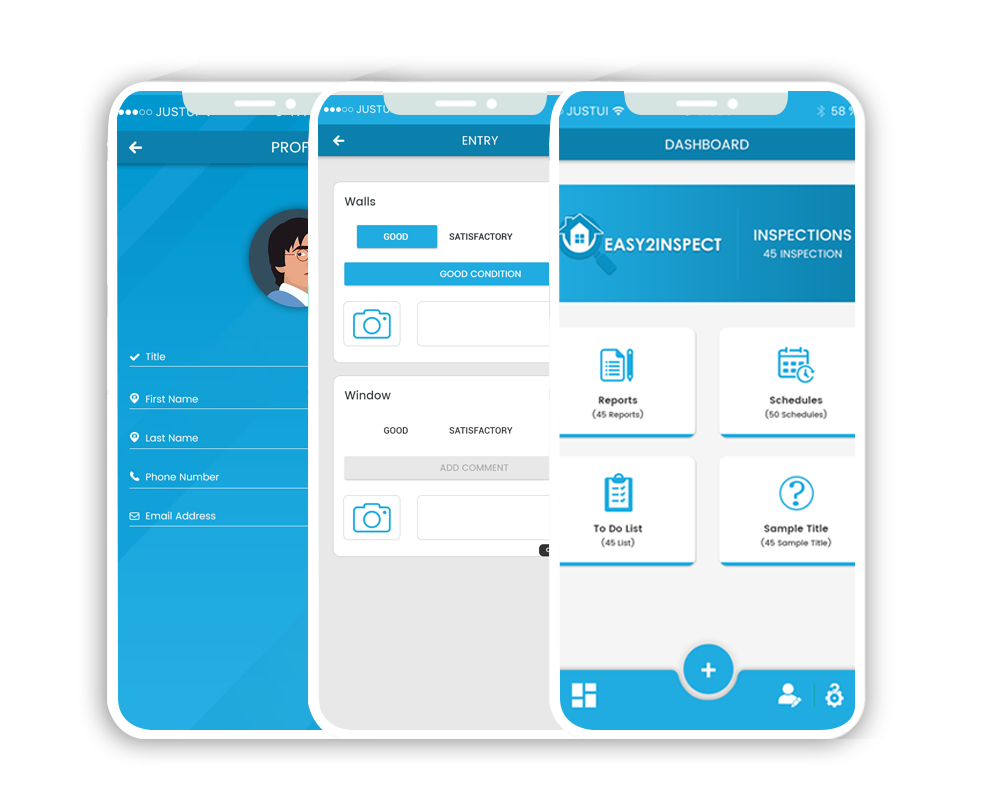 JUSTUI
PROF
Title
First Name
Last Name
Phone Number
Email Address
JUSTU
ENTRY
Walls
GOOD
SATISFACTORY
GOOD CONDITION
Window
GOOD
SATISFACTORY
ADD COMMENT
JUSTUI
58 %
DASHBOARD
EASY2INSPECT
INSPECTIONS
45 INSPECTION
Reports
(45 Reports)
Schedules
(50 Schedules)
To Do List
(45 List)
Sample Title
(45 Sample Title)